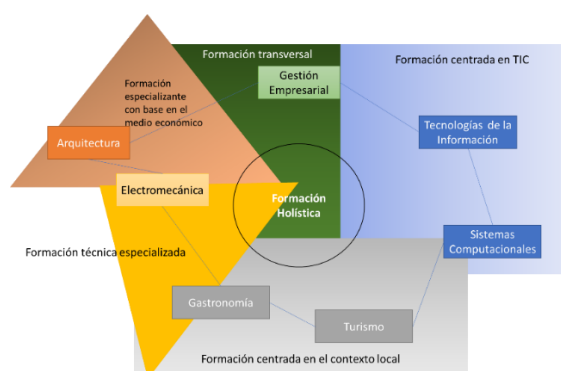 Formación transversal
Formación centrada en TIC
Gestión
Empresarial
Formación
especializante
con base en el
medio económico
Arquitectura
Tecnologías de la
Información
Electromecánica
Formación
Holística
Formación técnica especializada
Sistemas
Computacionales
Gastronomía
Turismo
Formación centrada en el contexto local